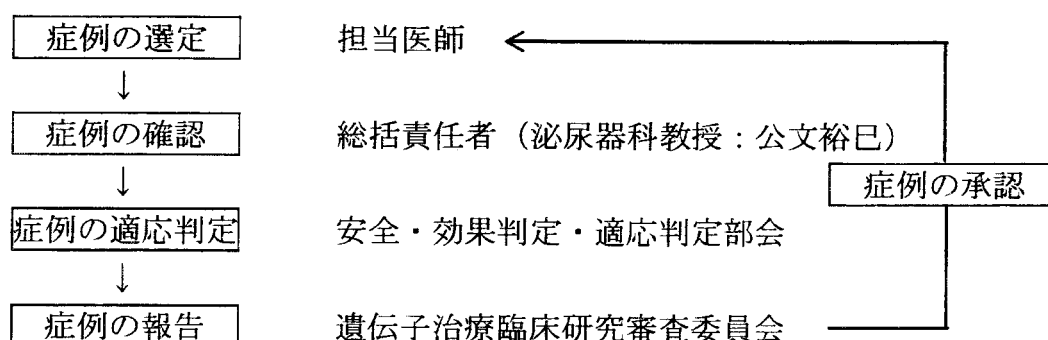 症例の選定 担当医師
↓
症例の確認 総括責任者（泌尿器科教授：公文裕巳）
↓
症例の承認
症例の適応判定 安全・効果判定・適応判定部会
↓
症例の報告 遺伝子治療臨床研究審査委員会